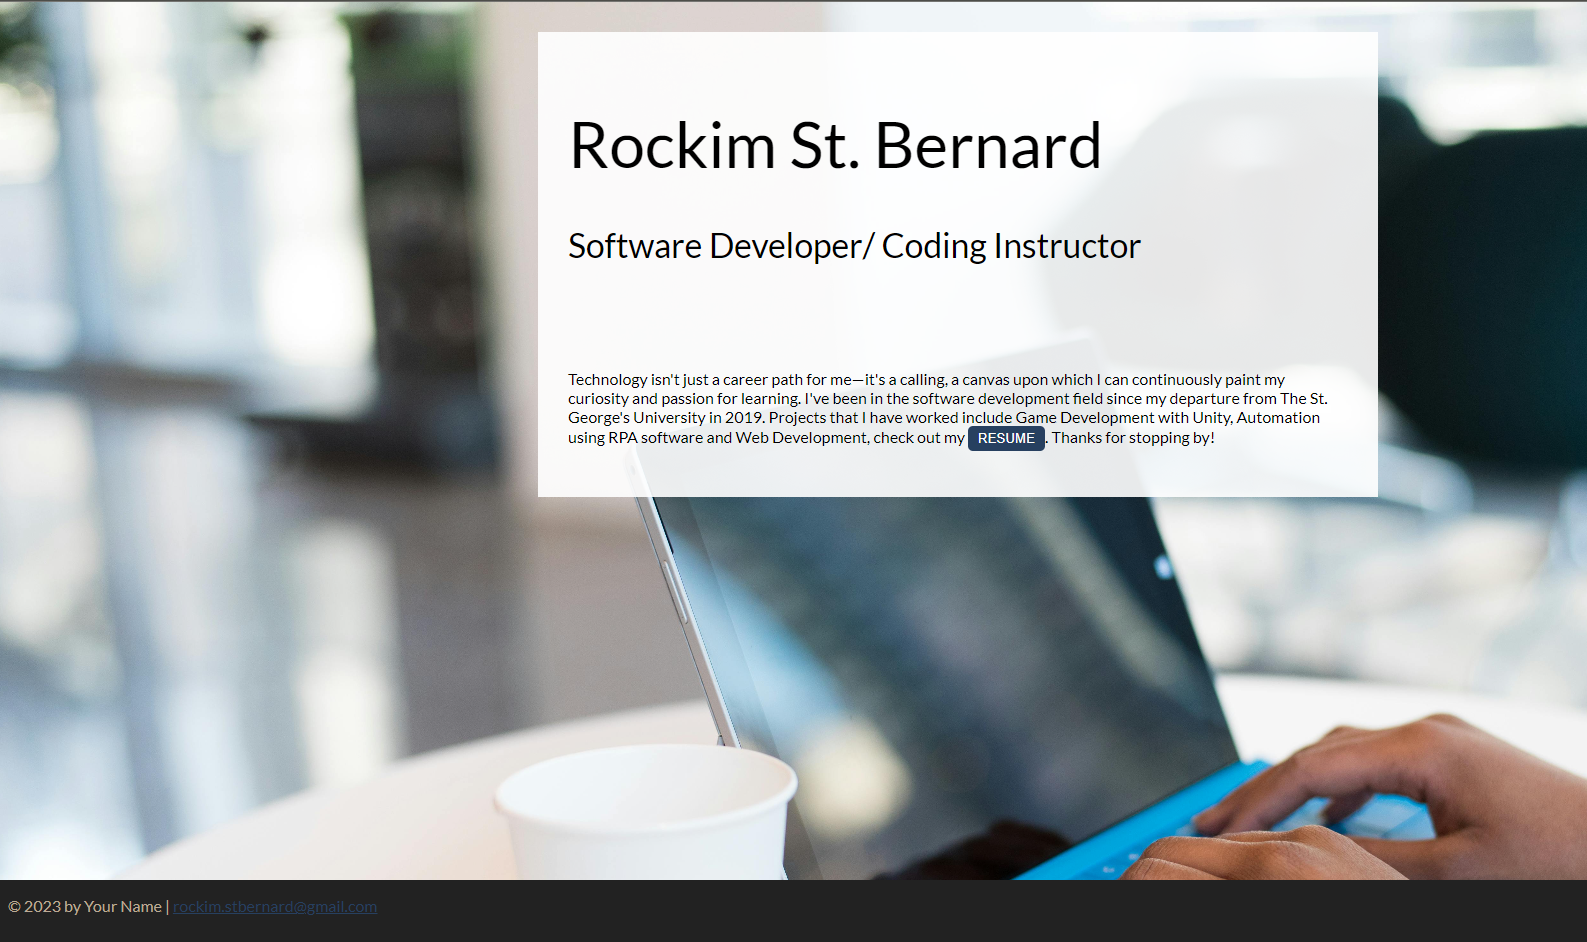 Rockim St. Bernard
Software Developer/ Coding Instructor
Technology isn't just a career path for me—it's a calling, a canvas upon which I can continuously paint my
curiosity and passion for learning. I've been in the software development field since my departure from The St.
George's University in 2019. Projects that I have worked include Game Development with Unity, Automation
using RPA software and Web Development, check out my RESUME. Thanks for stopping by!
© 2023 by Your Name | rockim.stbernard@gmail.com